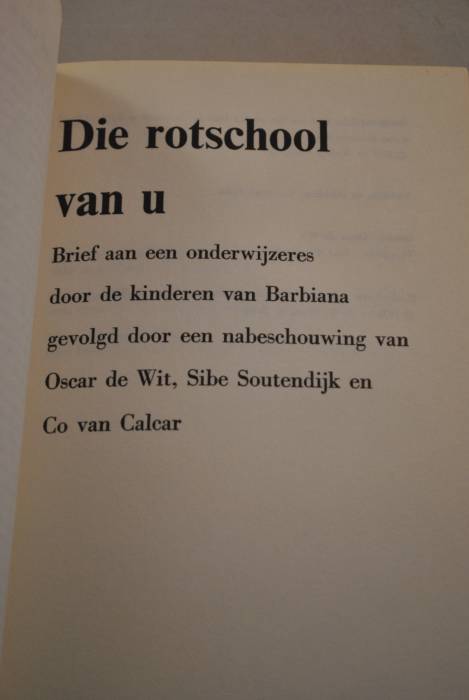 Die rotschool
van u
Brief aan een onderwijzeres
door de kinderen van Barbiana
gevolgd door een nabeschouwing van
Oscar de Wit, Sibe Soutendijk en
Co van Calcar